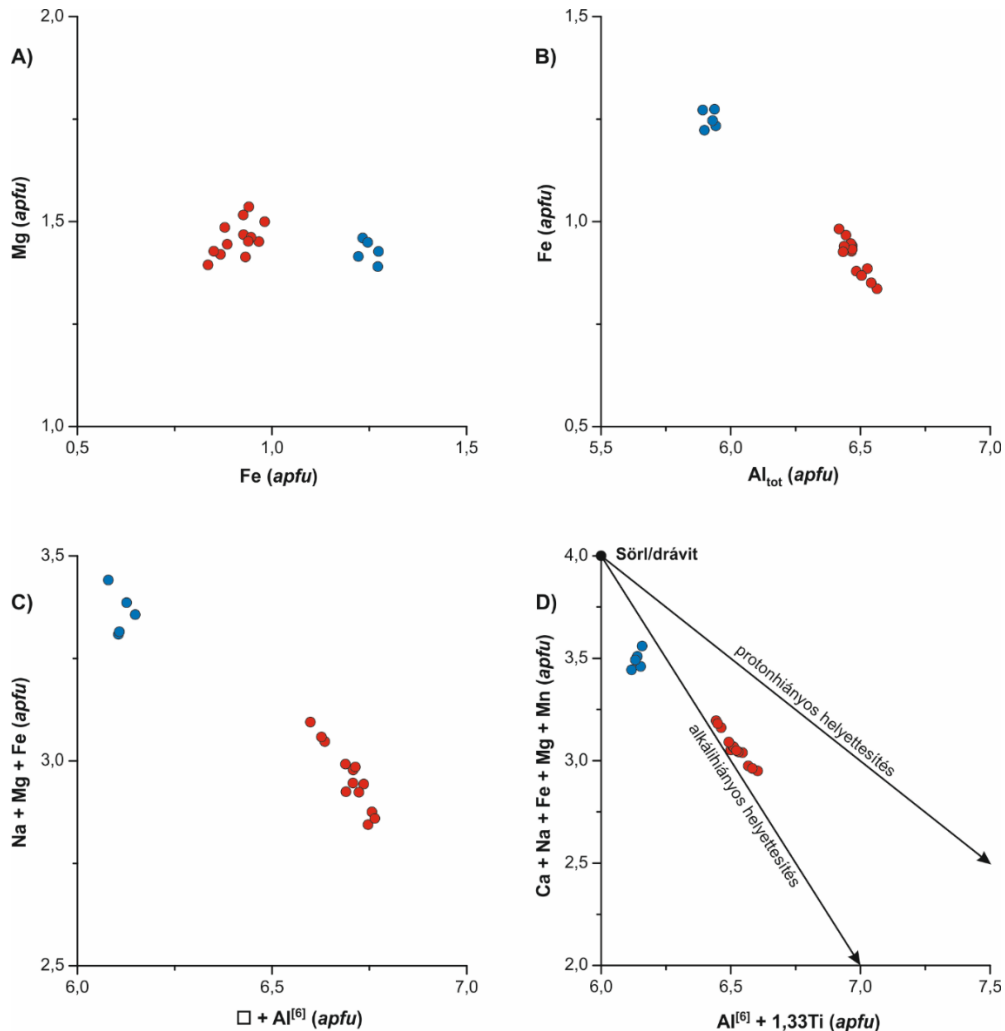 A)
2,0
1,5
1,0
Mg (apfu)
0,5
1,0
1,5
Fe (apfu)
B)
1,5
1,0
0,5
Fe (apfu)
5,5
6,0
6,5
7,0
Altot (apfu)
C)
3,5
3,0
2,5
Na + Mg + Fe (apfu)
6,0
6,5
7,0
□ + Al[6] (apfu)
D)
4,0
3,5
3,0
2,5
2,0
Ca + Na + Fe + Mg + Mn (apfu)
Sörl/drávit
protonhiányos helyettesítés
alkálihiányos helyettesítés
6,0
6,5
7,0
7,5
Al[6] + 1,33Ti (apfu)